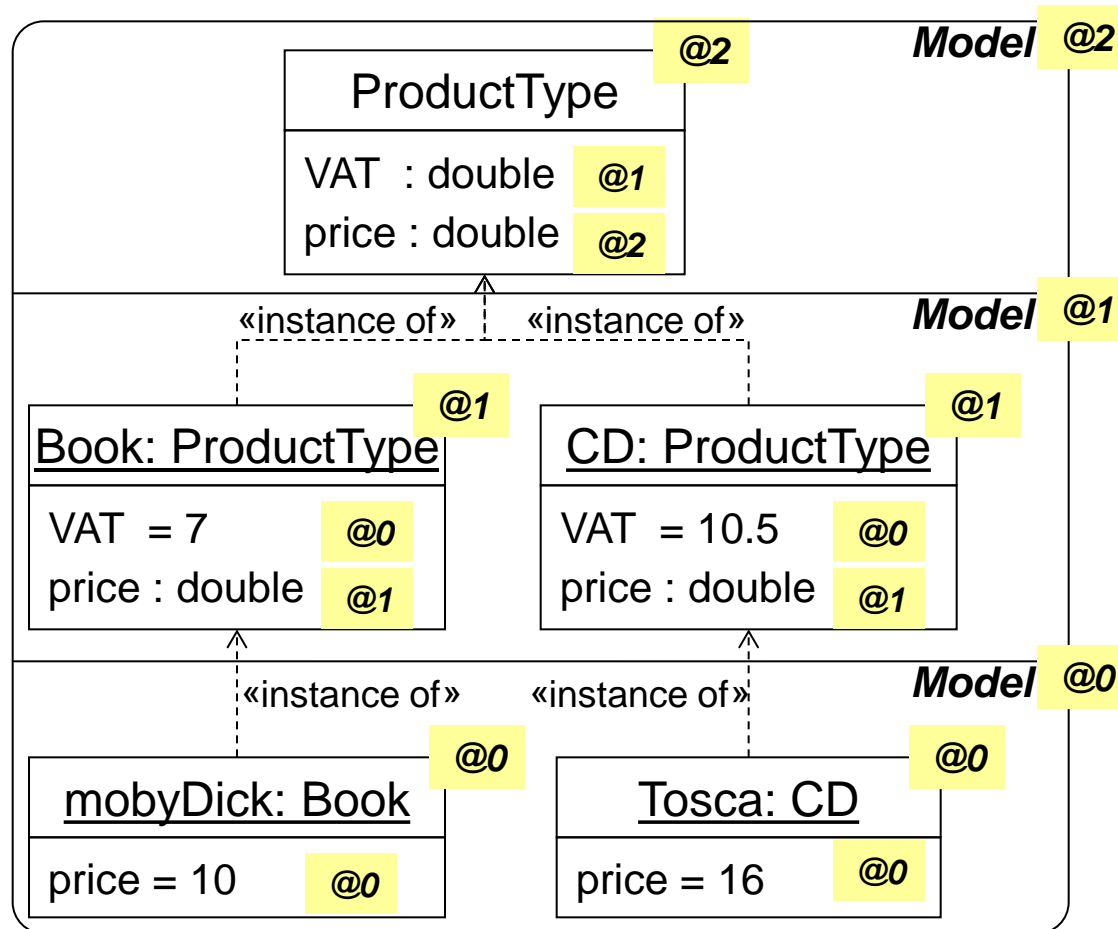 Model @2
@2
ProductType
VAT : double @1
price : double @2
Model @1
«instance of» «instance of»
@1 @1
Book: ProductType CD: ProductType
VAT = 7 @0 VAT = 10.5 @0
price : double @1 price : double @1
Model @0
«instance of» «instance of»
@0 @0
mobyDick: Book Tosca: CD
price = 10 @0 price = 16 @0